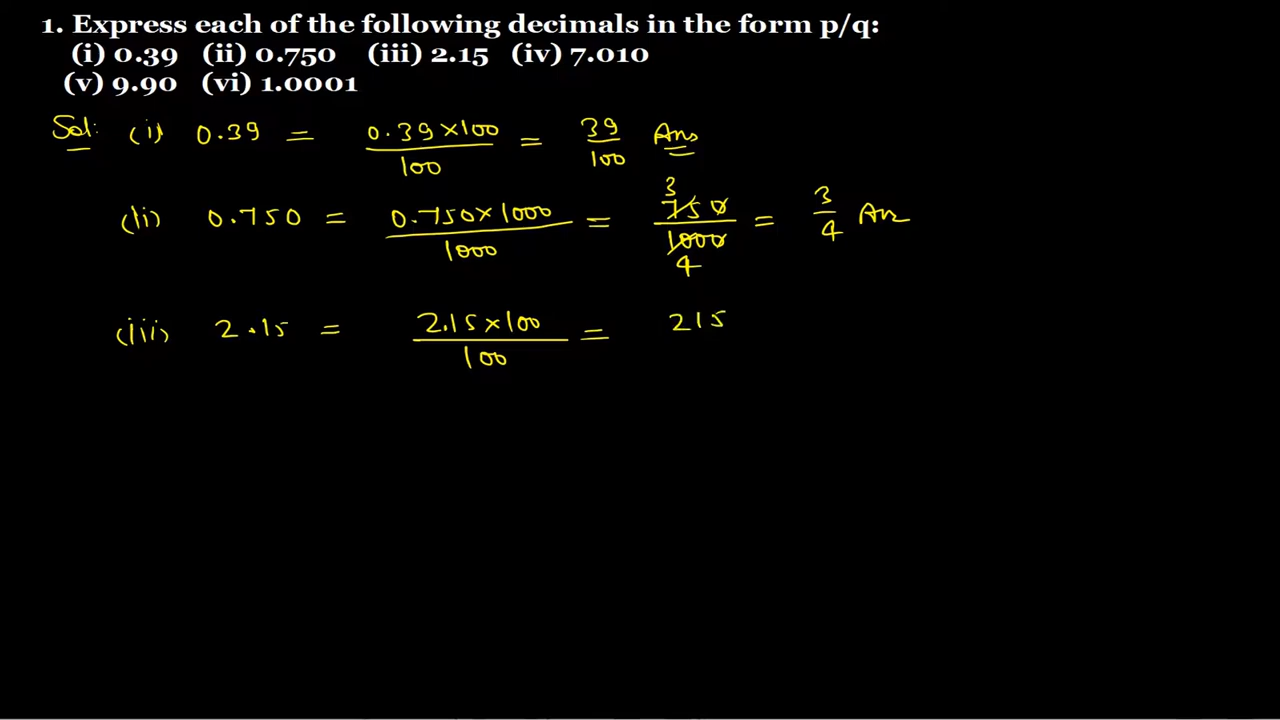 1. Express each of the following decimals in the form p/q:
(i) 0.39 (ii) 0.750 (iii) 2.15 (iv) 7.010
(v) 9.90 (vi) 1.0001
Sol: (i) 0.39 = 0.39×100/100 = 39/100 Ans
(ii) 0.750 = 0.750×1000/1000 = 3 750/1000 4 = 3/4 Ans
(iii) 2.15 = 2.15×100/100 = 215